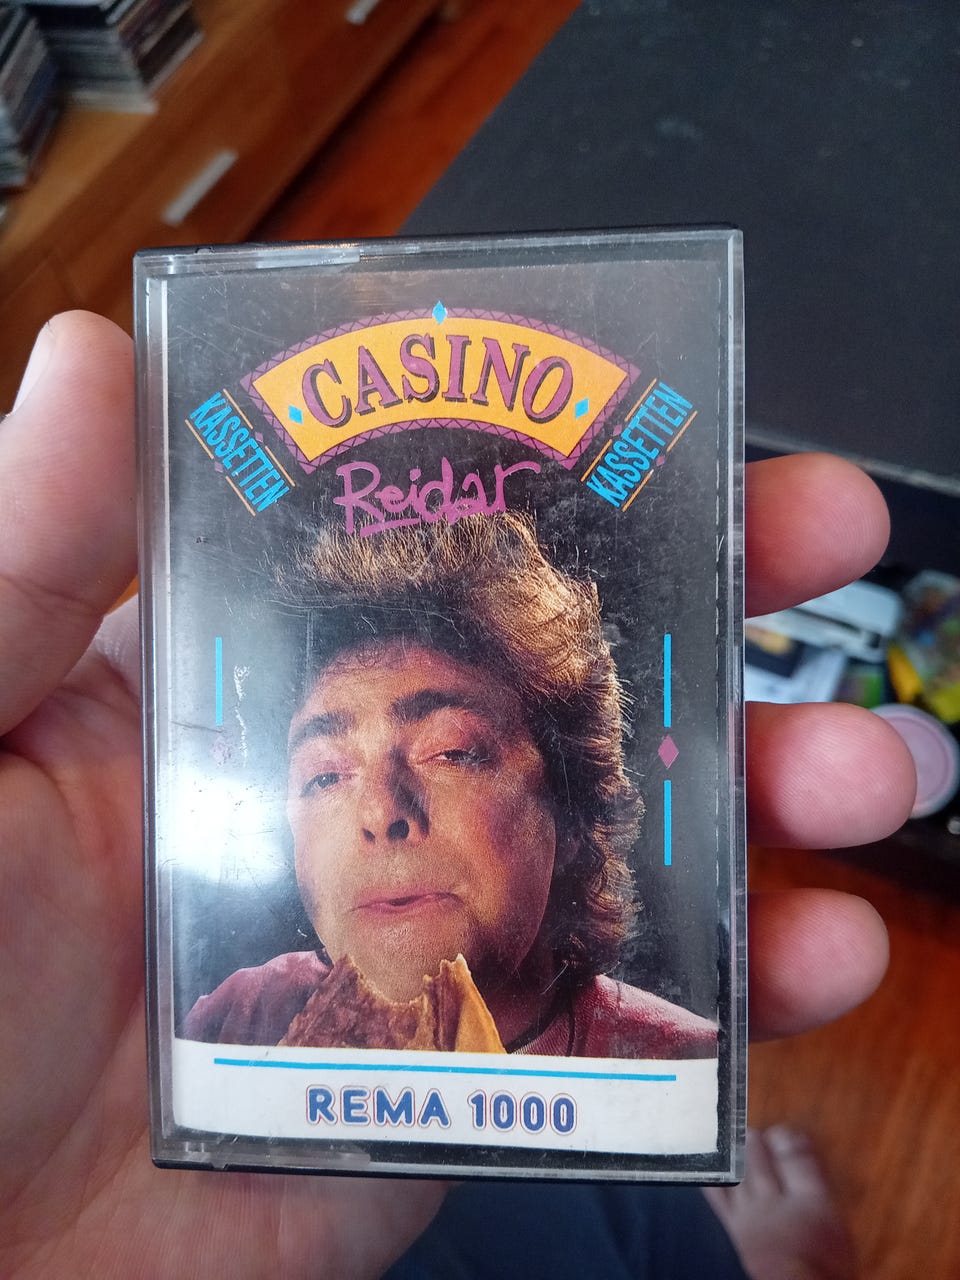 CASINO
KASSETTEN
KASSETTEN
Reidar
REMA 1000